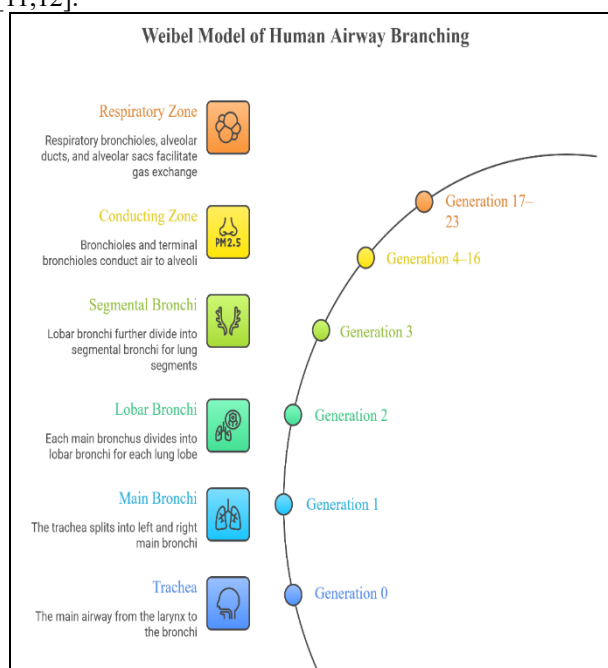 [11,12].
Weibel Model of Human Airway Branching
Respiratory Zone
Respiratory bronchioles, alveolar
ducts, and alveolar sacs facilitate
gas exchange
Generation 17–
23
Conducting Zone
Bronchioles and terminal
bronchioles conduct air to alveoli
PM2.5
Generation 4–16
Segmental Bronchi
Lobar bronchi further divide into
segmental bronchi for lung
segments
Generation 3
Lobar Bronchi
Each main bronchus divides into
lobar bronchi for each lung lobe
Generation 2
Main Bronchi
The trachea splits into left and right
main bronchi
Generation 1
Trachea
The main airway from the larynx to
the bronchi
Generation 0